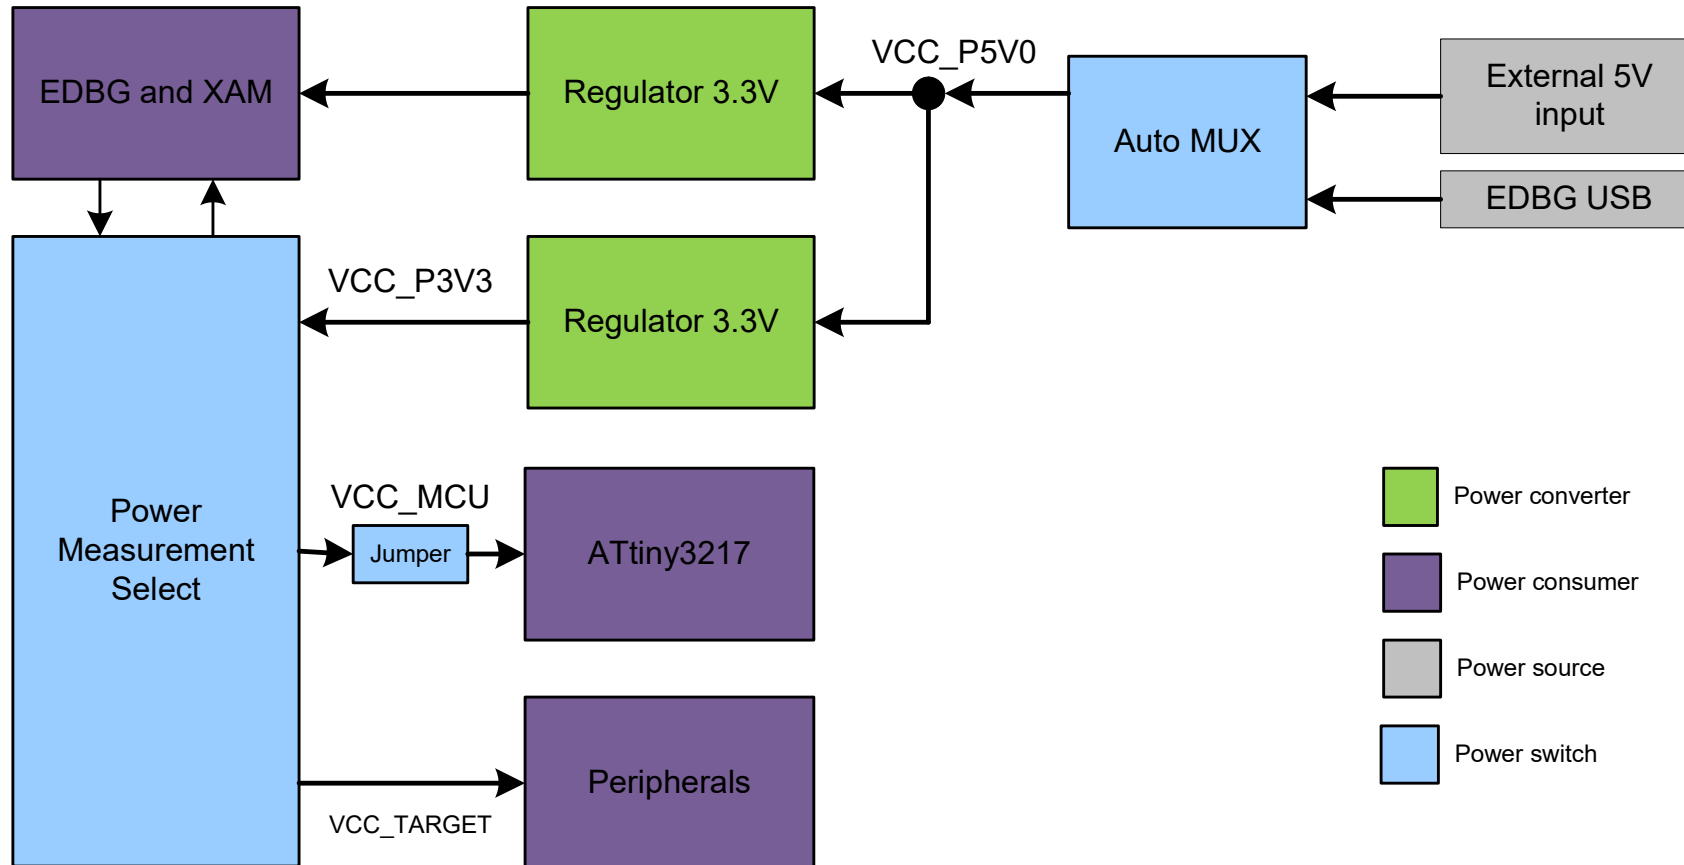 EDBG and XAM
Regulator 3.3V
VCC_P5V0
Auto MUX
External 5V
input
EDBG USB
VCC_P3V3
Regulator 3.3V
Power
Measurement
Select
VCC_MCU
Jumper
ATtiny3217
Peripherals
VCC_TARGET
Power converter
Power consumer
Power source
Power switch